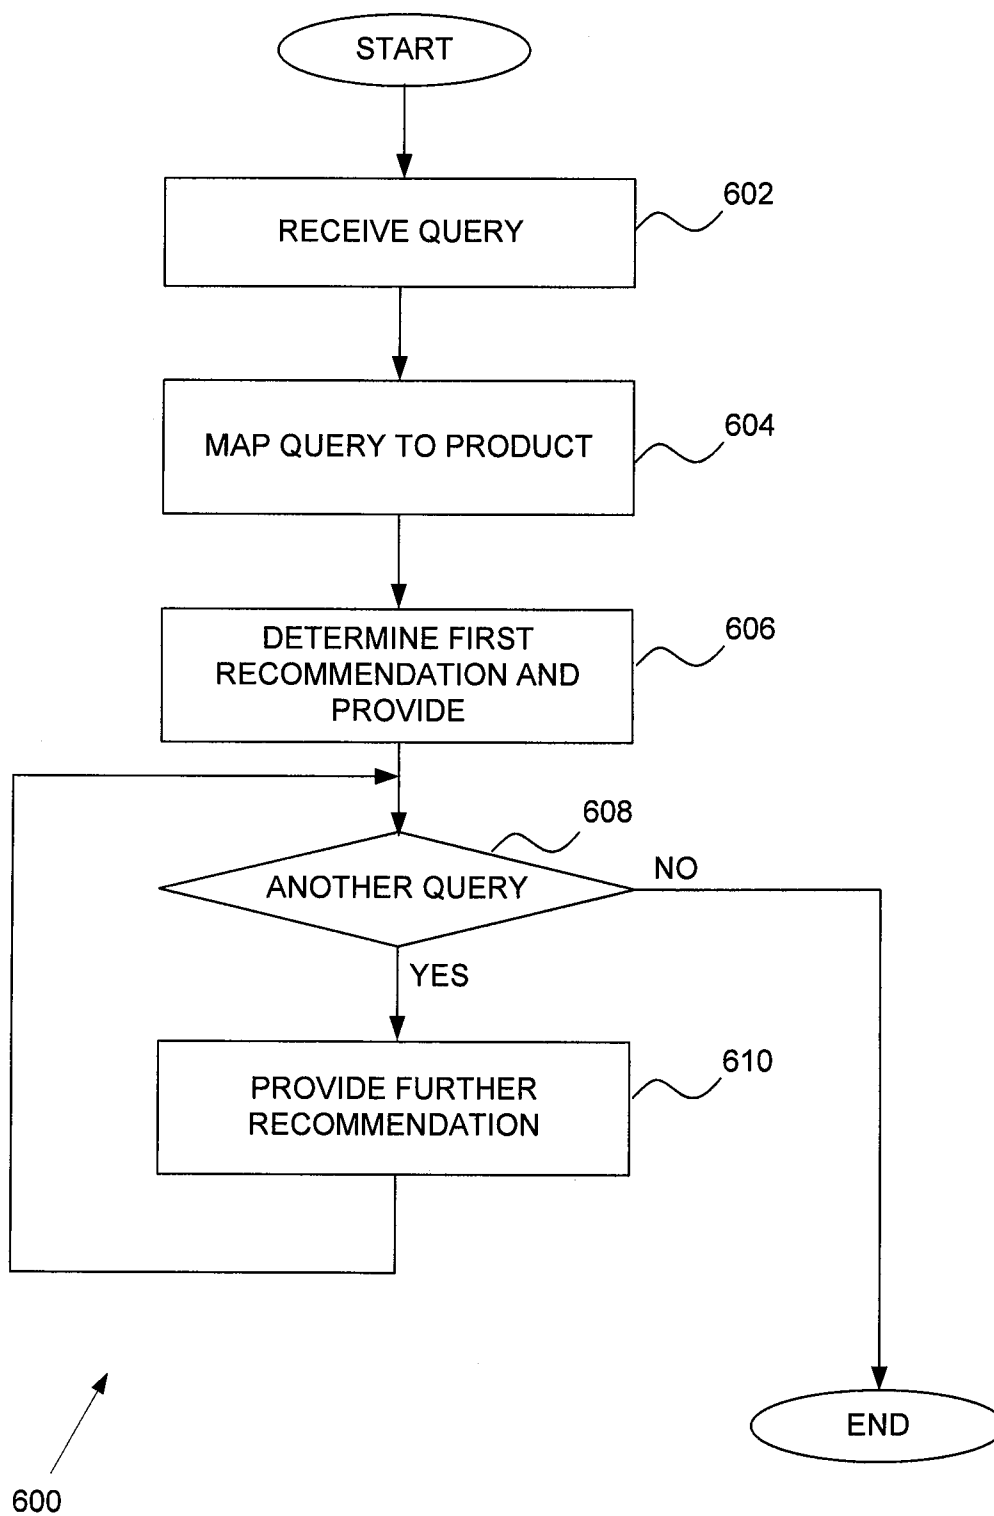 START
602
RECEIVE QUERY
604
MAP QUERY TO PRODUCT
606
DETERMINE FIRST
RECOMMENDATION AND
PROVIDE
608
NO
ANOTHER QUERY
YES
610
PROVIDE FURTHER
RECOMMENDATION
END
600